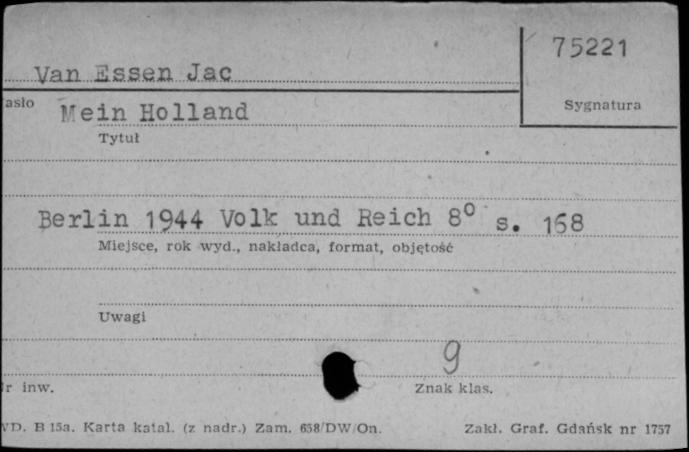 75221
Van Essen Jac
asło Mein Holland
Sygnatura
Tytuł
Berlin 1944 Volk und Reich 8° s. 168
Miejsce, rok wyd., nakładca, format, objętość
Uwagi
9
r inw.
Znak klas.
VD. B 15a. Karta katal. (z nadr.) Zam. 658/DW/On.
Zakł. Graf. Gdańsk nr 1757